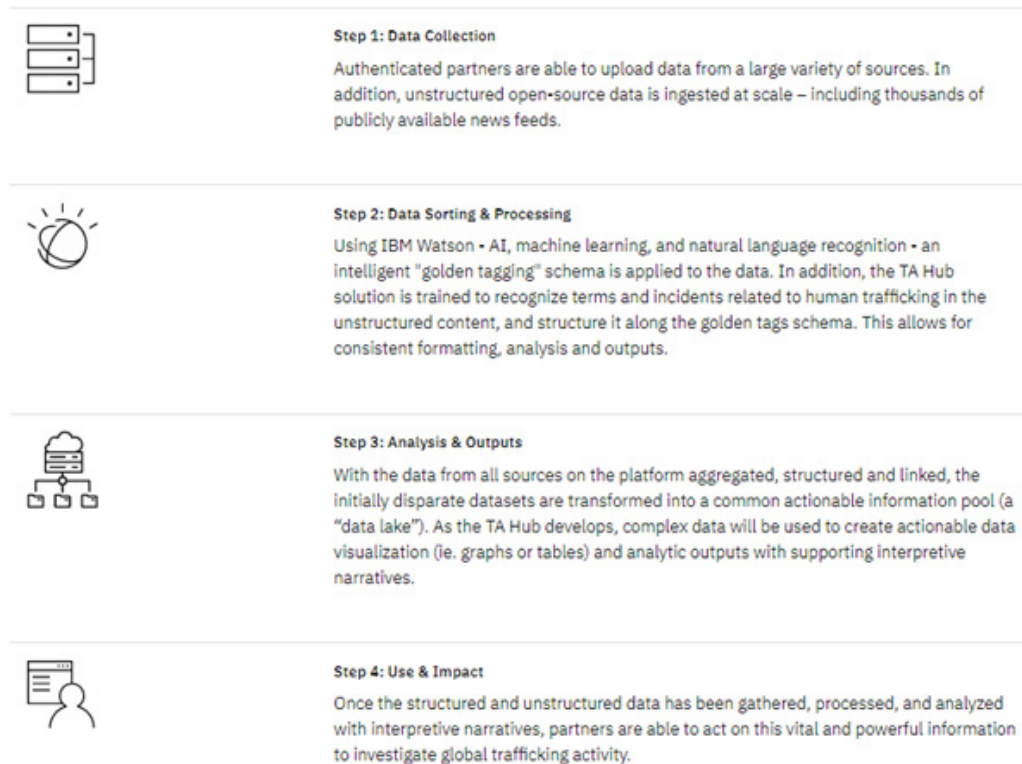 Step 1: Data Collection
Authenticated partners are able to upload data from a large variety of sources. In
addition, unstructured open-source data is ingested at scale – including thousands of
publicly available news feeds.
Step 2: Data Sorting & Processing
Using IBM Watson - AI, machine learning, and natural language recognition - an
intelligent "golden tagging" schema is applied to the data. In addition, the TA Hub
solution is trained to recognize terms and incidents related to human trafficking in the
unstructured content, and structure it along the golden tags schema. This allows for
consistent formatting, analysis and outputs.
Step 3: Analysis & Outputs
With the data from all sources on the platform aggregated, structured and linked, the
initially disparate datasets are transformed into a common actionable information pool (a
“data lake”). As the TA Hub develops, complex data will be used to create actionable data
visualization (ie. graphs or tables) and analytic outputs with supporting interpretive
narratives.
Step 4: Use & Impact
Once the structured and unstructured data has been gathered, processed, and analyzed
with interpretive narratives, partners are able to act on this vital and powerful information
to investigate global trafficking activity.